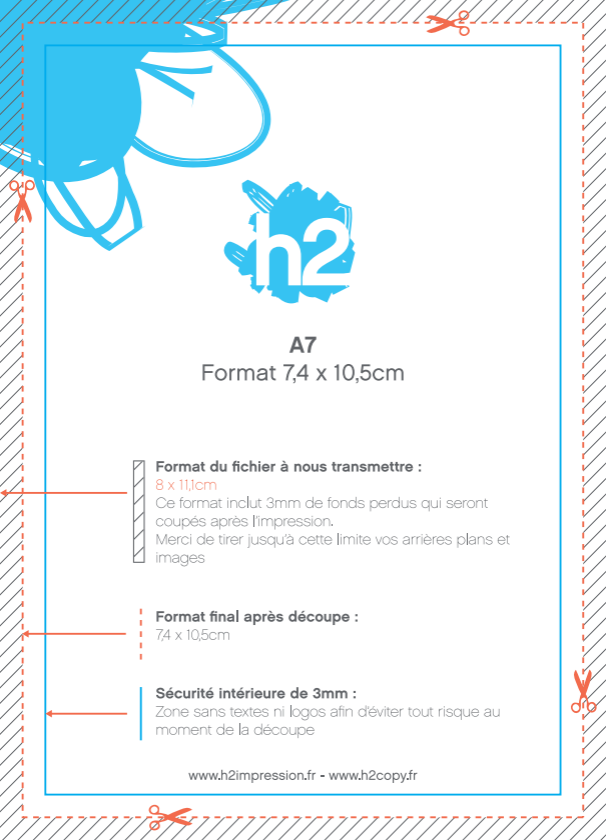 h2
A7
Format 7,4 x 10,5cm
Format du fichier à nous transmettre :
8 x 11,1cm
Ce format inclut 3mm de fonds perdus qui seront
coupés après l'impression.
Merci de tirer jusqu'à cette limite vos arrières plans et
images
Format final après découpe :
7,4 x 10,5cm
Sécurité intérieure de 3mm :
Zone sans textes ni logos afin d'éviter tout risque au
moment de la découpe
www.h2impression.fr - www.h2copy.fr